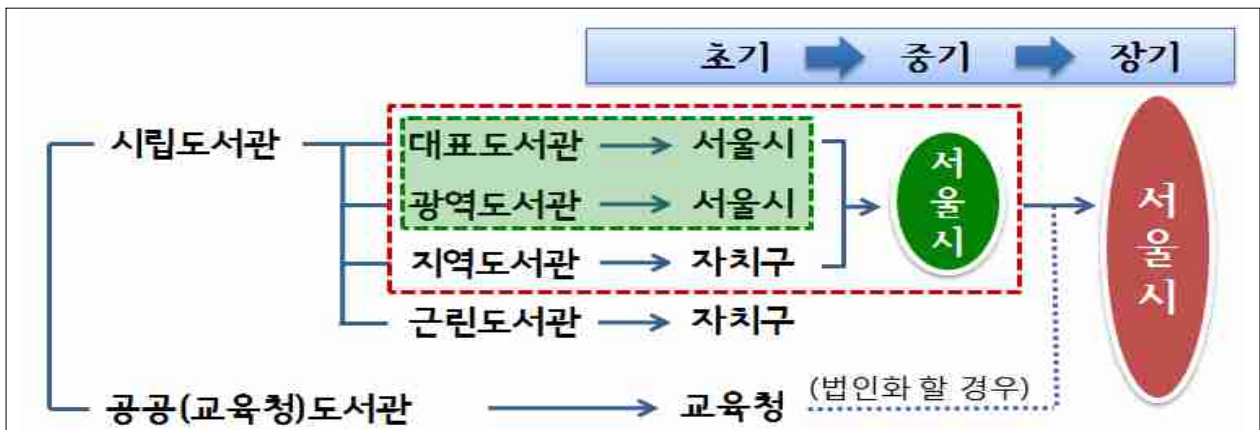 초기 중기 장기
시립도서관 대표도서관 서울시
광역도서관 서울시
지역도서관 자치구
근린도서관 자치구
서울시
서울시
공공(교육청)도서관 교육청 (법인화 할 경우)